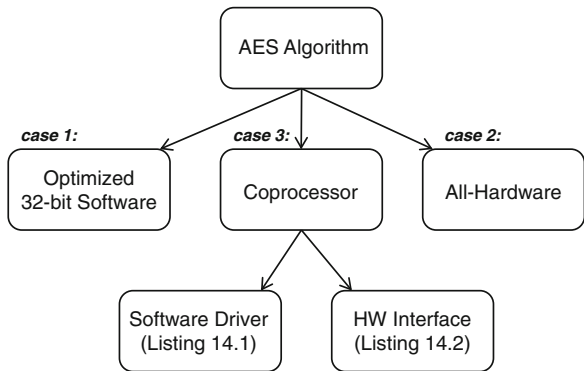 AES Algorithm
case 1:
case 3:
case 2:
Optimized
32-bit Software
Coprocessor
All-Hardware
Software Driver
(Listing 14.1)
HW Interface
(Listing 14.2)